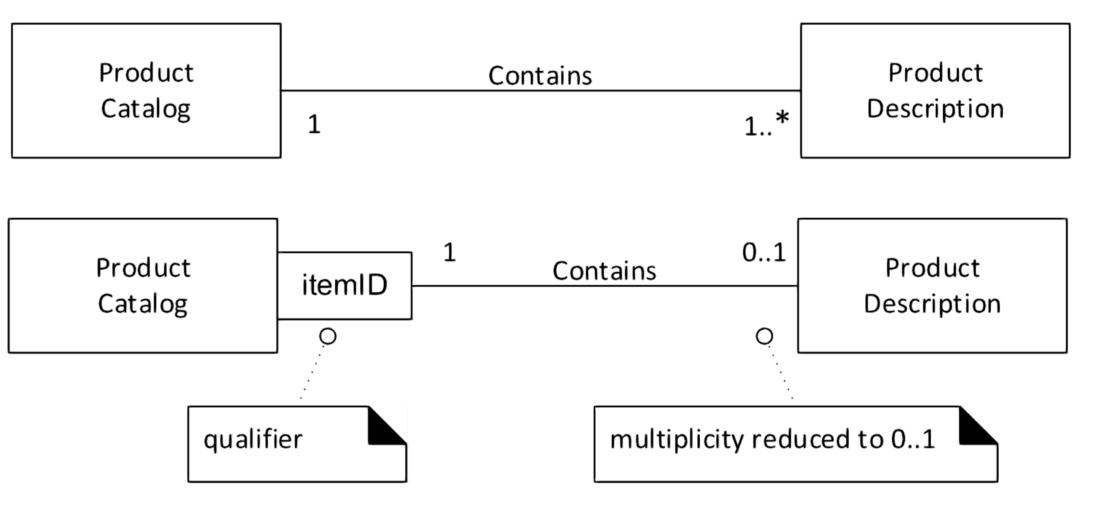 Product
Catalog
Contains
1
1..*
Product
Description
Product
Catalog
itemID
1
Contains
0..1
Product
Description
qualifier
multiplicity reduced to 0..1